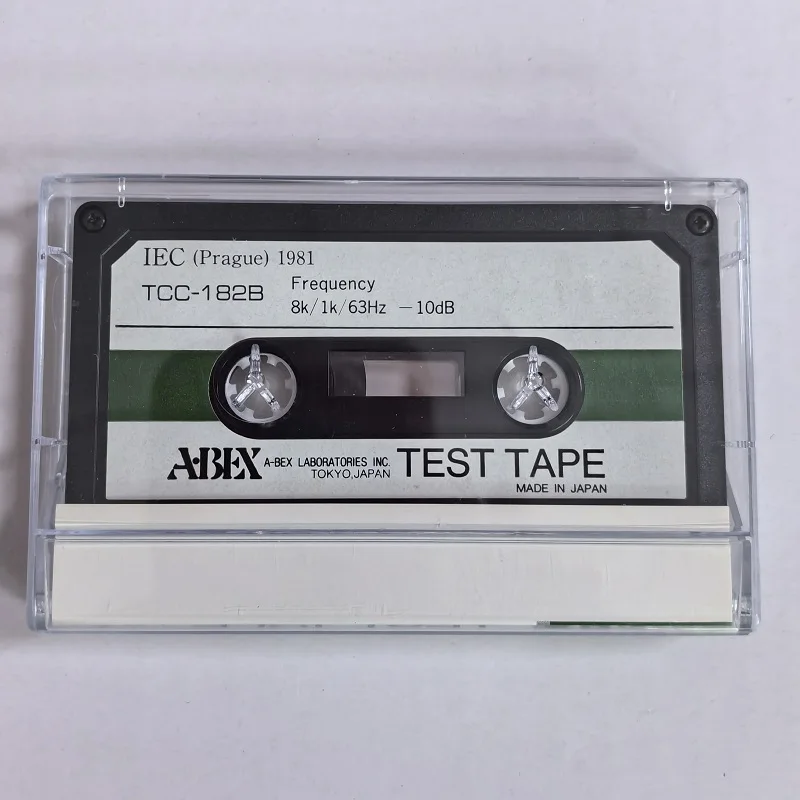 IEC (Prague) 1981
TCC-182B
Frequency
8k/1k/63Hz －10dB
A·BEX A-BEX LABORATORIES INC.
TOKYO,JAPAN
TEST TAPE
MADE IN JAPAN